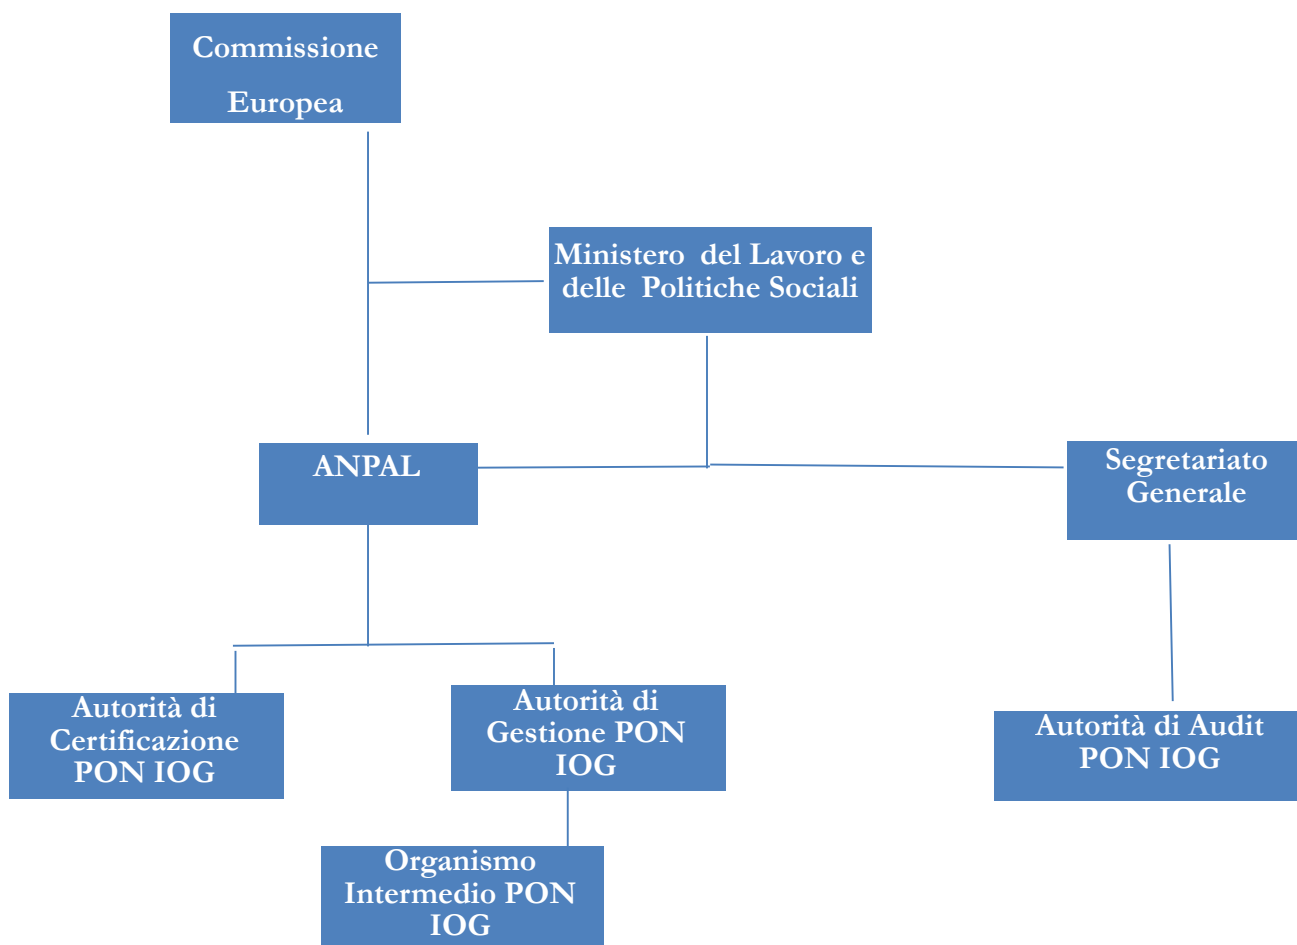 Commissione
Europea
Ministero del Lavoro e
delle Politiche Sociali
ANPAL
Segretariato
Generale
Autorità di
Certificazione
PON IOG
Autorità di
Gestione PON
IOG
Autorità di Audit
PON IOG
Organismo
Intermedio PON
IOG